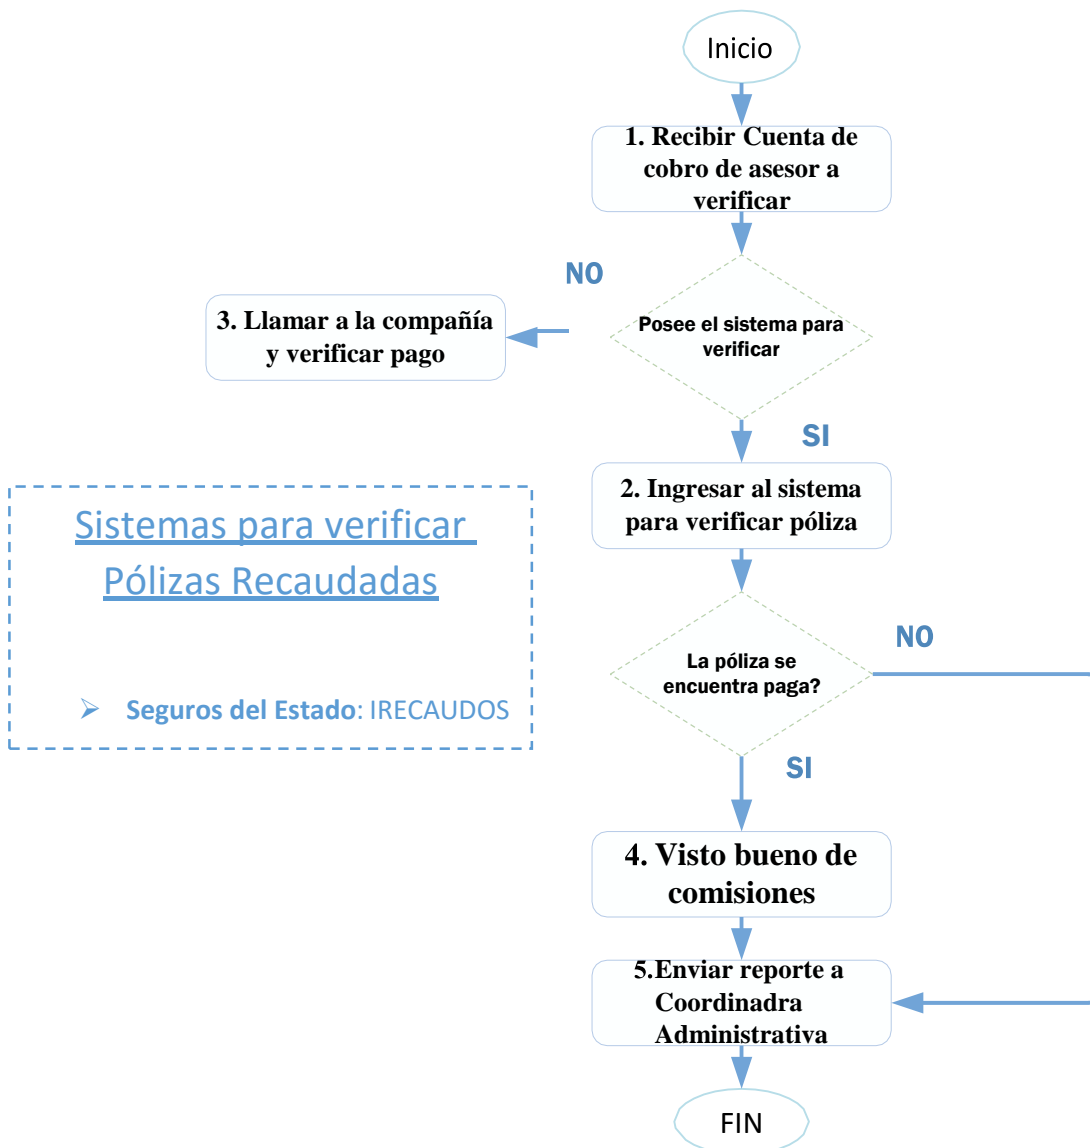 Inicio
1. Recibir Cuenta de
cobro de asesor a
verificar
NO
3. Llamar a la compañía
y verificar pago
Posee el sistema para
verificar
SI
2. Ingresar al sistema
para verificar póliza
Sistemas para verificar
Pólizas Recaudadas
➢ Seguros del Estado: IRECAUDOS
La póliza se
encuentra paga?
NO
SI
4. Visto bueno de
comisiones
5.Enviar reporte a
Coordinadra
Administrativa
FIN